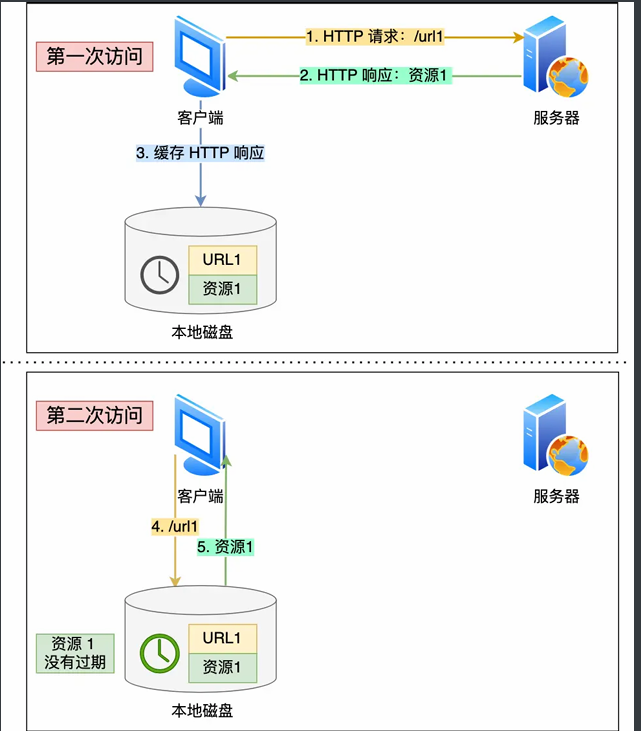 第一次访问
1. HTTP 请求：/url1
2. HTTP 响应：资源1
客户端
服务器
3. 缓存 HTTP 响应
URL1
资源1
本地磁盘
第二次访问
客户端
服务器
4. /url1
5. 资源1
资源 1
没有过期
URL1
资源1
本地磁盘